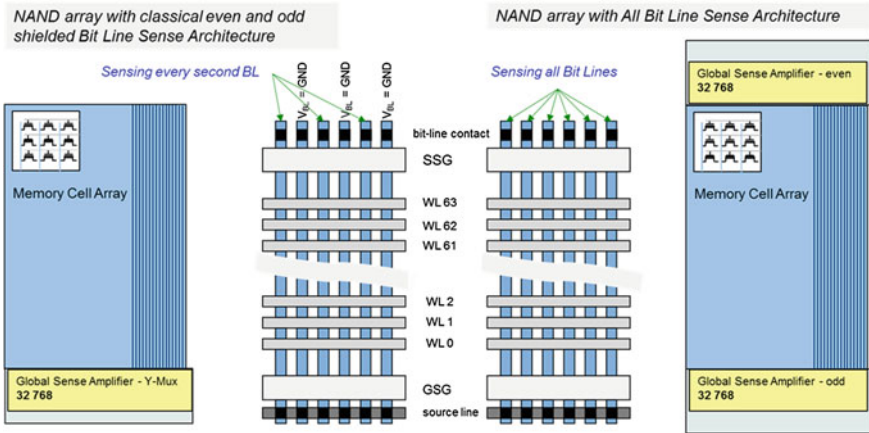 NAND array with classical even and odd
shielded Bit Line Sense Architecture
NAND array with All Bit Line Sense Architecture
Sensing every second BL
VBL = GND
VBL = GND
VBL = GND
Sensing all Bit Lines
Global Sense Amplifier - even
32 768
Memory Cell Array
bit-line contact
SSG
WL 63
WL 62
WL 61
WL 2
WL 1
WL 0
GSG
source line
Memory Cell Array
Global Sense Amplifier - Y-Mux
32 768
Global Sense Amplifier - odd
32 768